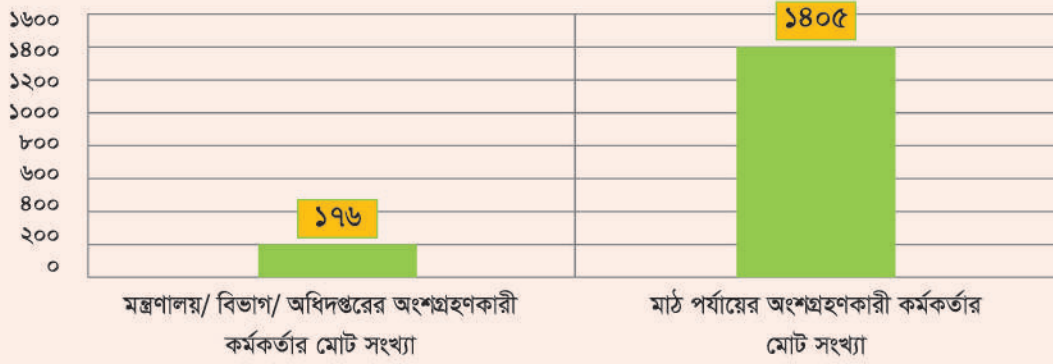 ১৬০০
১৪০০
১২০০
১০০০
৮০০
৬০০
৪০০
২০০
০
১৭৬
১৪০৫
মন্ত্রণালয়/ বিভাগ/ অধিদপ্তরের অংশগ্রহণকারী
কর্মকর্তার মোট সংখ্যা
মাঠ পর্যায়ের অংশগ্রহণকারী কর্মকর্তার
মোট সংখ্যা